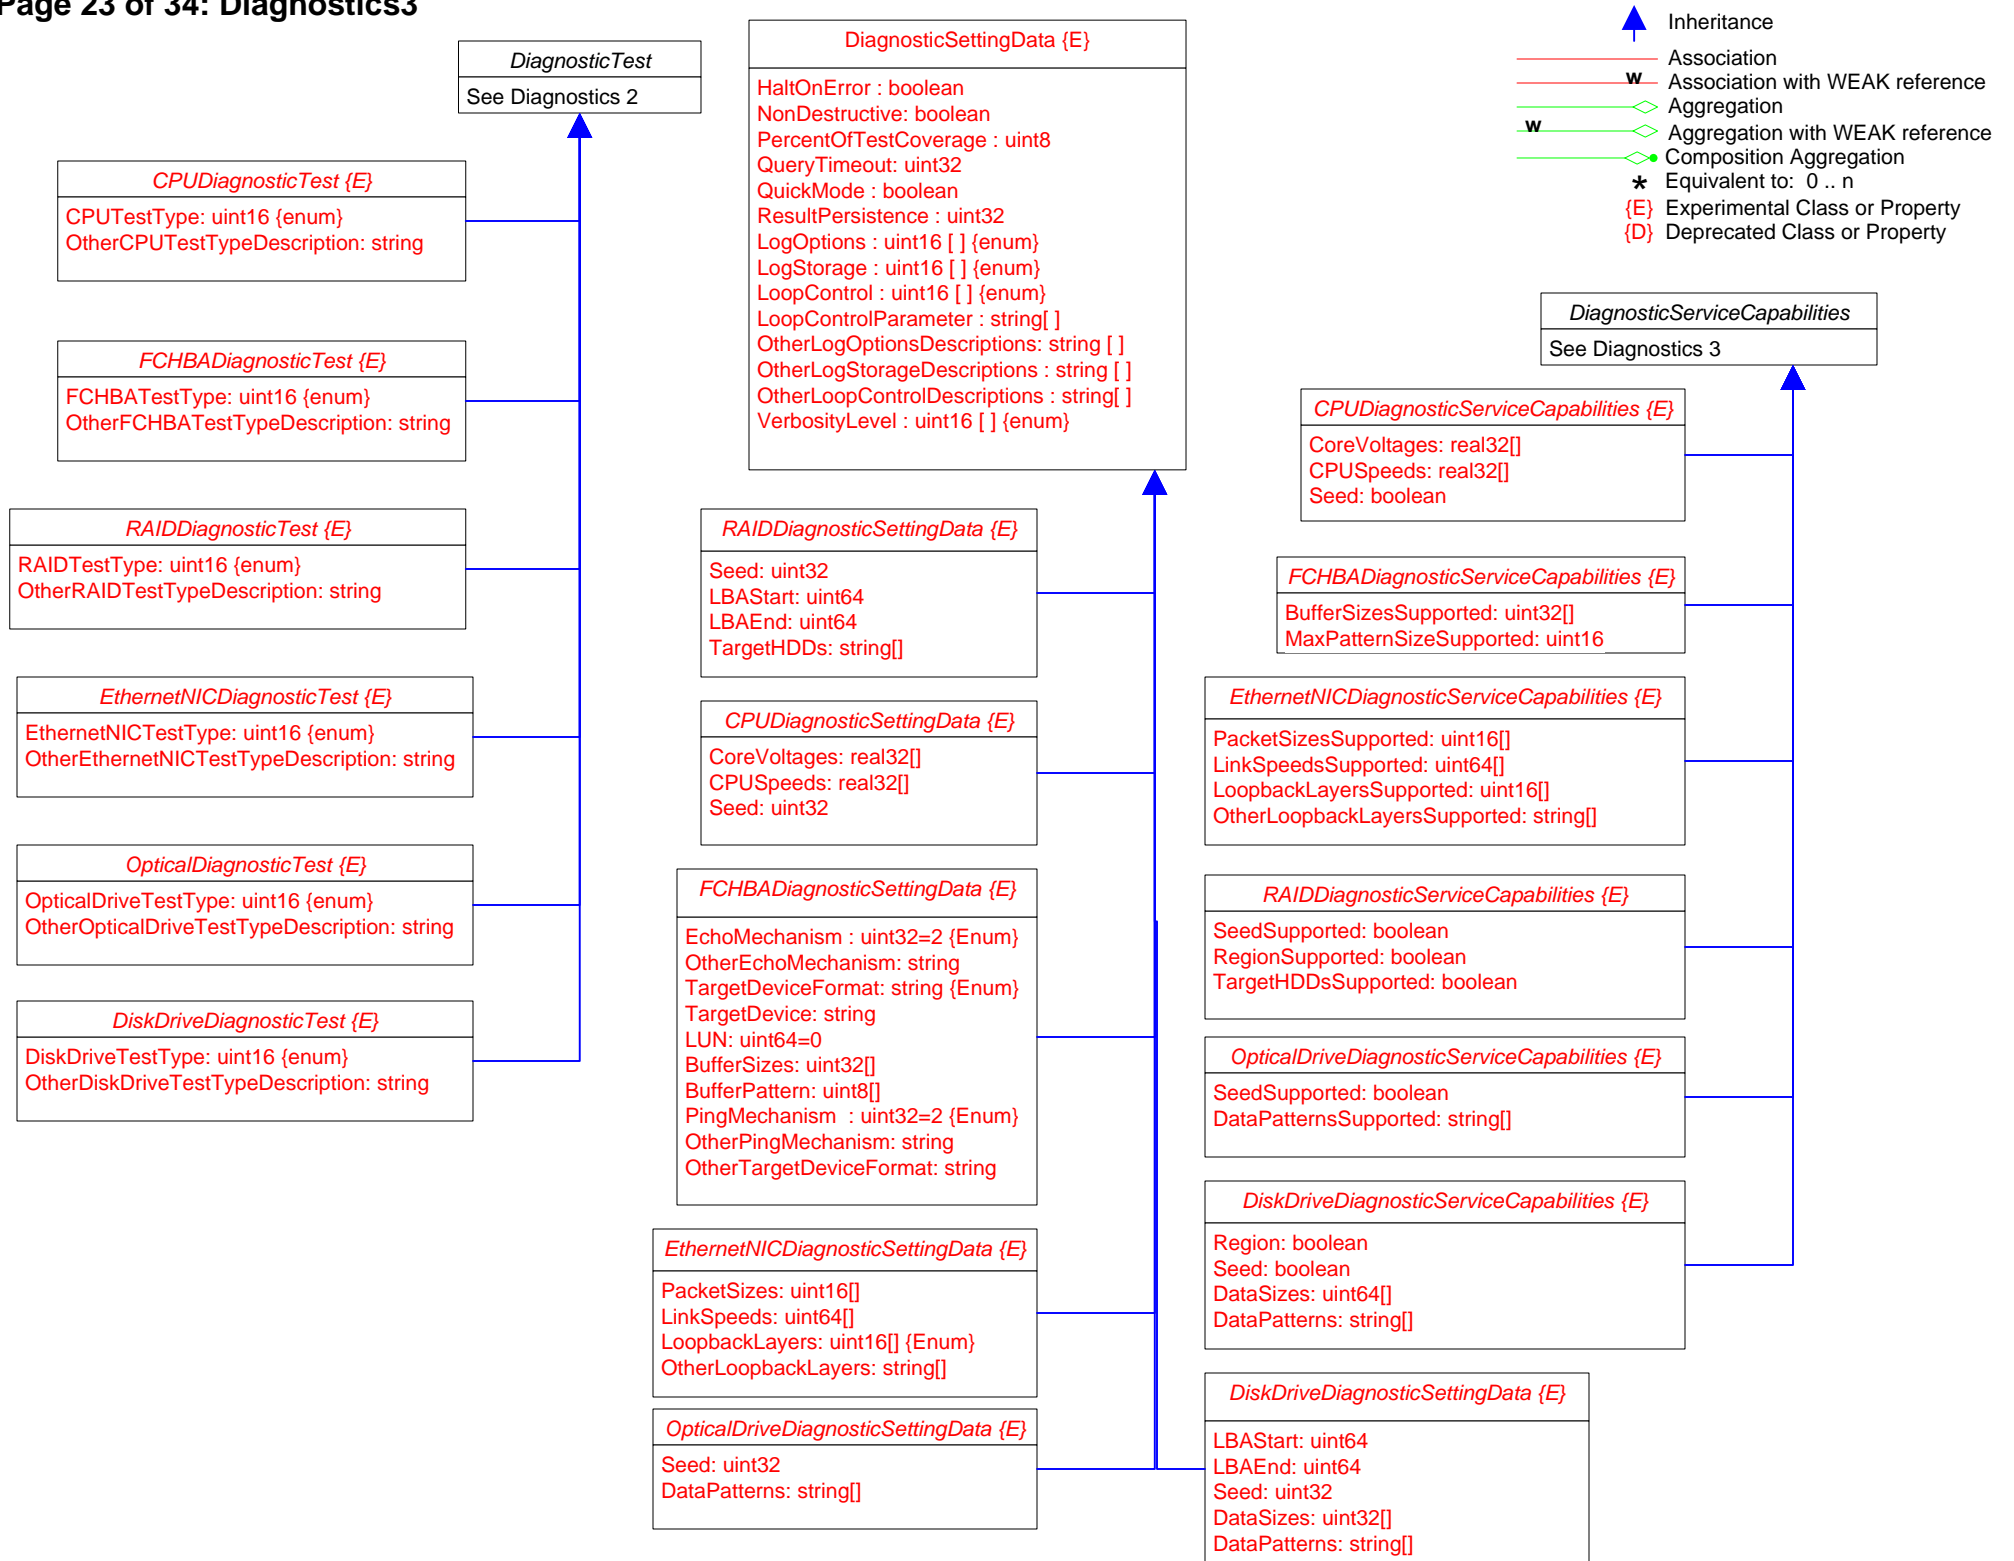 Page 23 of 34: Diagnostics3
Inheritance
Association
w
Association with WEAK reference
Aggregation
w
Aggregation with WEAK reference
Composition Aggregation
* Equivalent to: 0 .. n
{E} Experimental Class or Property
{D} Deprecated Class or Property
DiagnosticTest
See Diagnostics 2
CPUDiagnosticTest {E}
CPUTestType: uint16 {enum}
OtherCPUTestTypeDescription: string
FCHBADiagnosticTest {E}
FCHBATestType: uint16 {enum}
OtherFCHBATestTypeDescription: string
RAIDDiagnosticTest {E}
RAIDTestType: uint16 {enum}
OtherRAIDTestTypeDescription: string
EthernetNICDiagnosticTest {E}
EthernetNICTestType: uint16 {enum}
OtherEthernetNICTestTypeDescription: string
OpticalDiagnosticTest {E}
OpticalDriveTestType: uint16 {enum}
OtherOpticalDriveTestTypeDescription: string
DiskDriveDiagnosticTest {E}
DiskDriveTestType: uint16 {enum}
OtherDiskDriveTestTypeDescription: string
DiagnosticSettingData {E}
HaltOnError : boolean
NonDestructive: boolean
PercentOfTestCoverage : uint8
QueryTimeout: uint32
QuickMode : boolean
ResultPersistence : uint32
LogOptions : uint16 [ ] {enum}
LogStorage : uint16 [ ] {enum}
LoopControl : uint16 [ ] {enum}
LoopControlParameter : string[ ]
OtherLogOptionsDescriptions: string [ ]
OtherLogStorageDescriptions : string [ ]
OtherLoopControlDescriptions : string[ ]
VerbosityLevel : uint16 [ ] {enum}
RAIDDiagnosticSettingData {E}
Seed: uint32
LBAStart: uint64
LBAEnd: uint64
TargetHDDs: string[]
CPUDiagnosticSettingData {E}
CoreVoltages: real32[]
CPUSpeeds: real32[]
Seed: uint32
FCHBADiagnosticSettingData {E}
EchoMechanism : uint32=2 {Enum}
OtherEchoMechanism: string
TargetDeviceFormat: string {Enum}
TargetDevice: string
LUN: uint64=0
BufferSizes: uint32[]
BufferPattern: uint8[]
PingMechanism : uint32=2 {Enum}
OtherPingMechanism: string
OtherTargetDeviceFormat: string
EthernetNICDiagnosticSettingData {E}
PacketSizes: uint16[]
LinkSpeeds: uint64[]
LoopbackLayers: uint16[] {Enum}
OtherLoopbackLayers: string[]
OpticalDriveDiagnosticSettingData {E}
Seed: uint32
DataPatterns: string[]
DiagnosticServiceCapabilities
See Diagnostics 3
CPUDiagnosticServiceCapabilities {E}
CoreVoltages: real32[]
CPUSpeeds: real32[]
Seed: boolean
FCHBADiagnosticServiceCapabilities {E}
BufferSizesSupported: uint32[]
MaxPatternSizeSupported: uint16
EthernetNICDiagnosticServiceCapabilities {E}
PacketSizesSupported: uint16[]
LinkSpeedsSupported: uint64[]
LoopbackLayersSupported: uint16[]
OtherLoopbackLayersSupported: string[]
RAIDDiagnosticServiceCapabilities {E}
SeedSupported: boolean
RegionSupported: boolean
TargetHDDsSupported: boolean
OpticalDriveDiagnosticServiceCapabilities {E}
SeedSupported: boolean
DataPatternsSupported: string[]
DiskDriveDiagnosticServiceCapabilities {E}
Region: boolean
Seed: boolean
DataSizes: uint64[]
DataPatterns: string[]
DiskDriveDiagnosticSettingData {E}
LBAStart: uint64
LBAEnd: uint64
Seed: uint32
DataSizes: uint32[]
DataPatterns: string[]